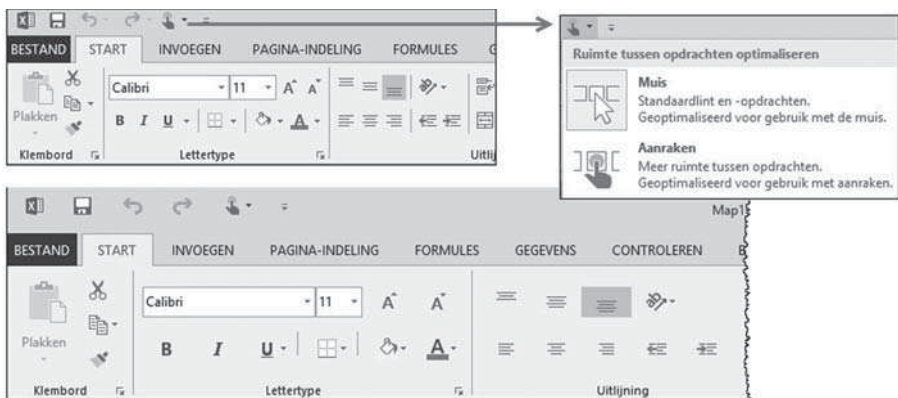 BESTAND START INVOEGEN PAGINA-INDELING FORMULES G
Calibri 11
Plakken
B I U A
Klembord Lettertype Uitlij
Ruimte tussen opdrachten optimaliseren
Muis
Standaardlint en -opdrachten.
Geoptimaliseerd voor gebruik met de muis.
Aanraken
Meer ruimte tussen opdrachten.
Geoptimaliseerd voor gebruik met aanraken.
Map1
BESTAND START INVOEGEN PAGINA-INDELING FORMULES GEGEVENS CONTROLEREN
Calibri 11 A A
Plakken
B I U A
Klembord Lettertype Uitlijning